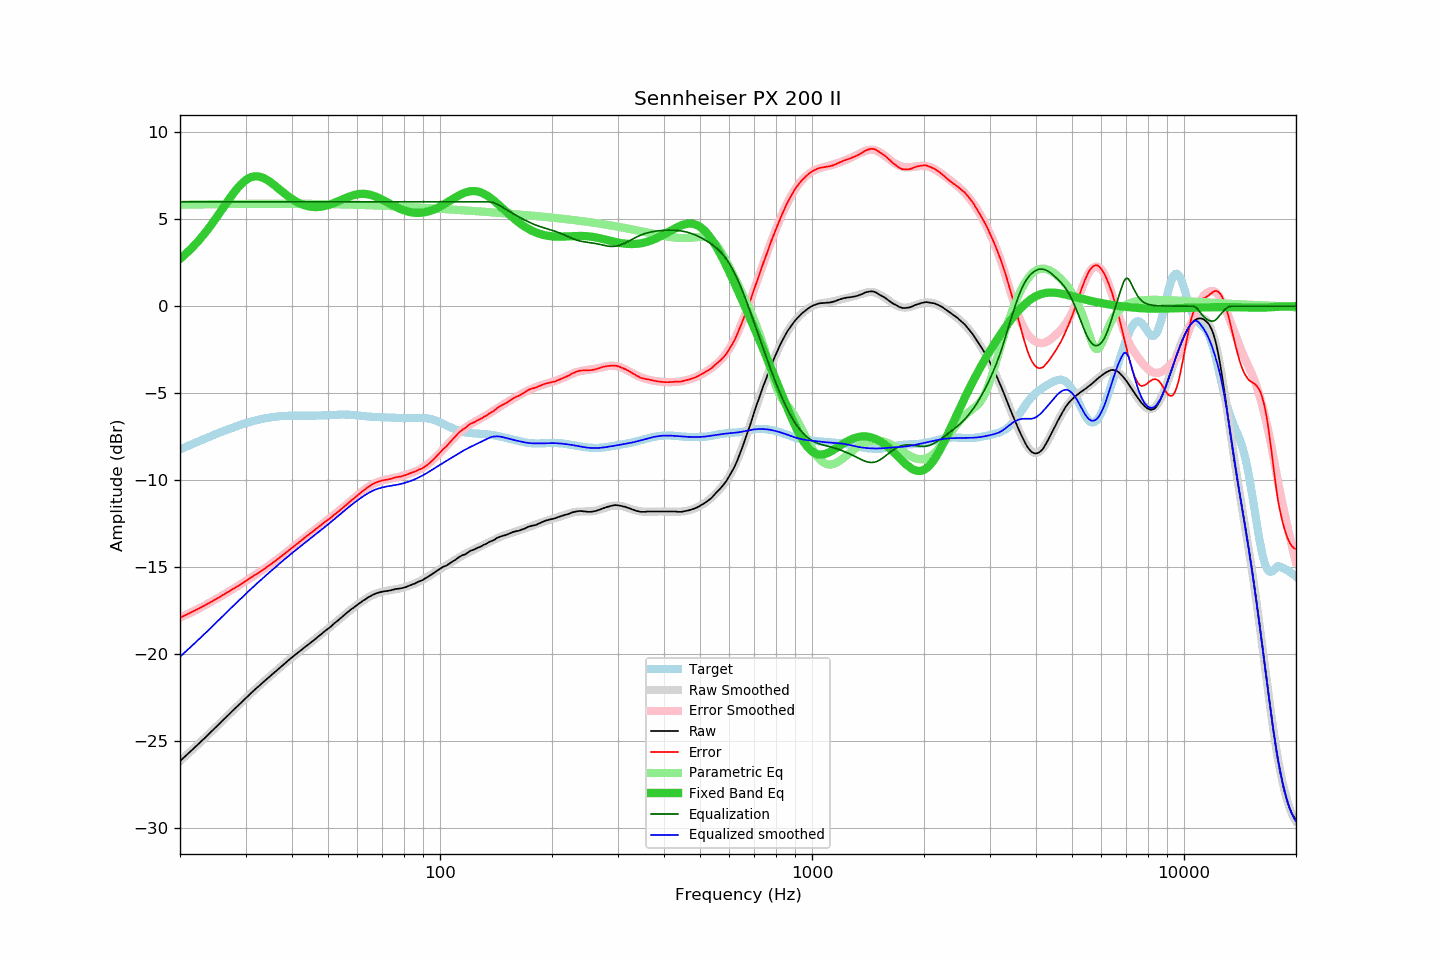 Sennheiser PX 200 II
Amplitude (dBr)
10
5
0
−5
−10
−15
−20
−25
−30
Target
Raw Smoothed
Error Smoothed
Raw
Error
Parametric Eq
Fixed Band Eq
Equalization
Equalized smoothed
100
1000
10000
Frequency (Hz)